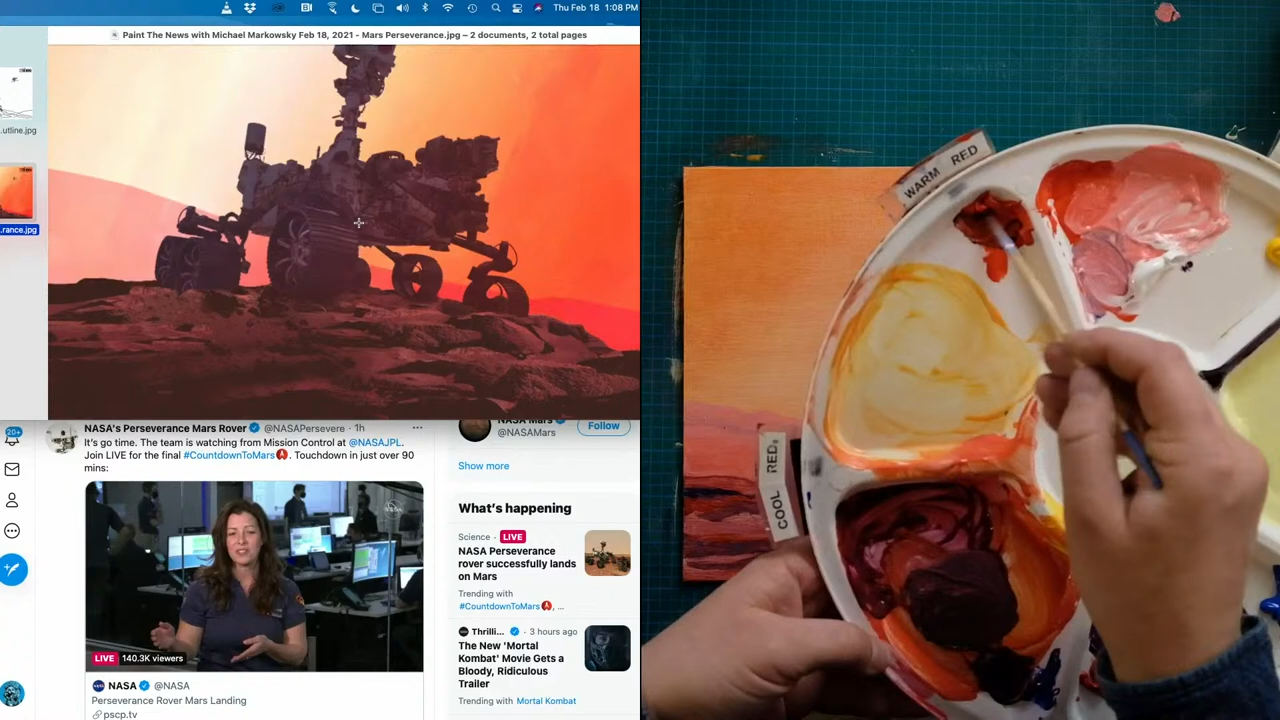 Thu Feb 18 1:08 PM
Paint The News with Michael Markowsky Feb 18, 2021 - Mars Perseverance.jpg – 2 documents, 2 total pages
...utline.jpg
...rance.jpg
20+
NASA's Perseverance Mars Rover @NASAPersevere · 1h
It's go time. The team is watching from Mission Control at @NASAJPL.
Join LIVE for the final #CountdownToMars. Touchdown in just over 90
mins:
NASA
LIVE 140.3K viewers
NASA @NASA
Perseverance Rover Mars Landing
pscp.tv
NASA Mars
@NASAMars
Follow
Show more
What's happening
Science · LIVE
NASA Perseverance
rover successfully lands
on Mars
Trending with
#CountdownToMars, ...
Thrilli... · 3 hours ago
The New 'Mortal
Kombat' Movie Gets a
Bloody, Ridiculous
Trailer
Trending with Mortal Kombat
WARM RED
COOL RED